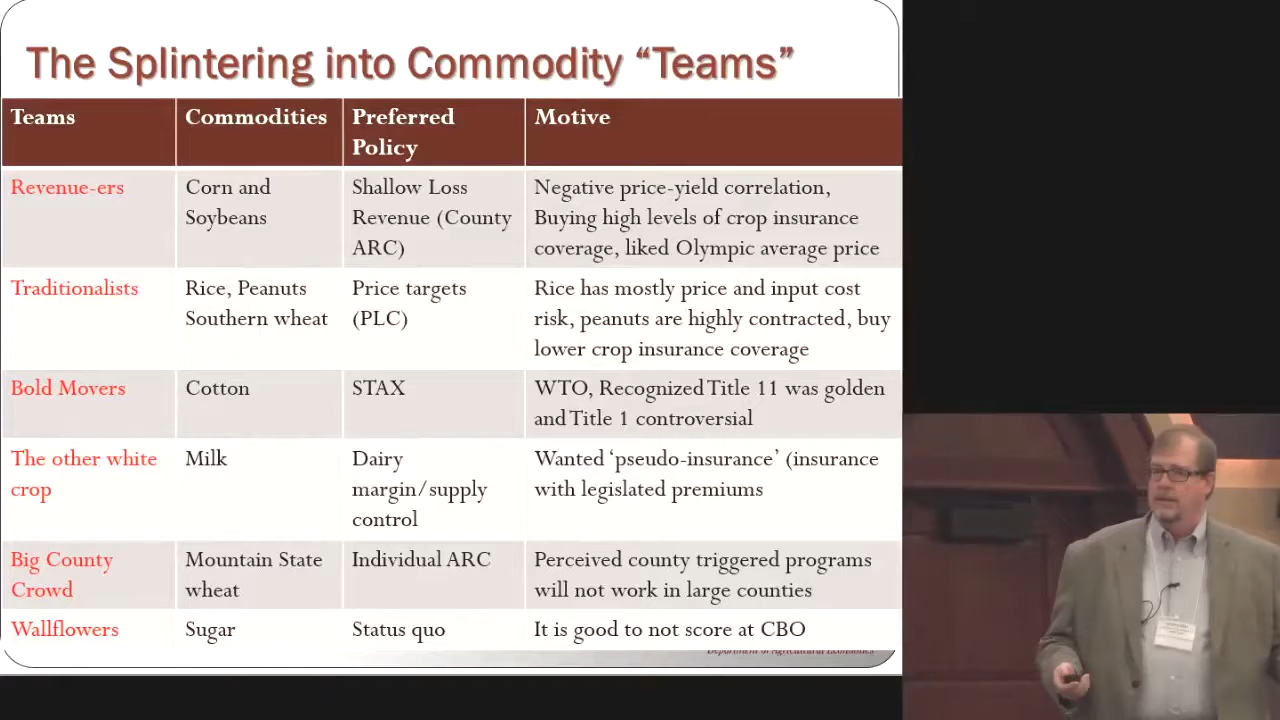 The Splintering into Commodity “Teams”
Teams
Commodities
Preferred
Policy
Motive
Revenue-ers
Corn and
Soybeans
Shallow Loss
Revenue (County
ARC)
Negative price-yield correlation,
Buying high levels of crop insurance
coverage, liked Olympic average price
Traditionalists
Rice, Peanuts
Southern wheat
Price targets
(PLC)
Rice has mostly price and input cost
risk, peanuts are highly contracted, buy
lower crop insurance coverage
Bold Movers
Cotton
STAX
WTO, Recognized Title 11 was golden
and Title 1 controversial
The other white
crop
Milk
Dairy
margin/supply
control
Wanted ‘pseudo-insurance’ (insurance
with legislated premiums
Big County
Crowd
Mountain State
wheat
Individual ARC
Perceived county triggered programs
will not work in large counties
Wallflowers
Sugar
Status quo
It is good to not score at CBO
Department of Agricultural Economics